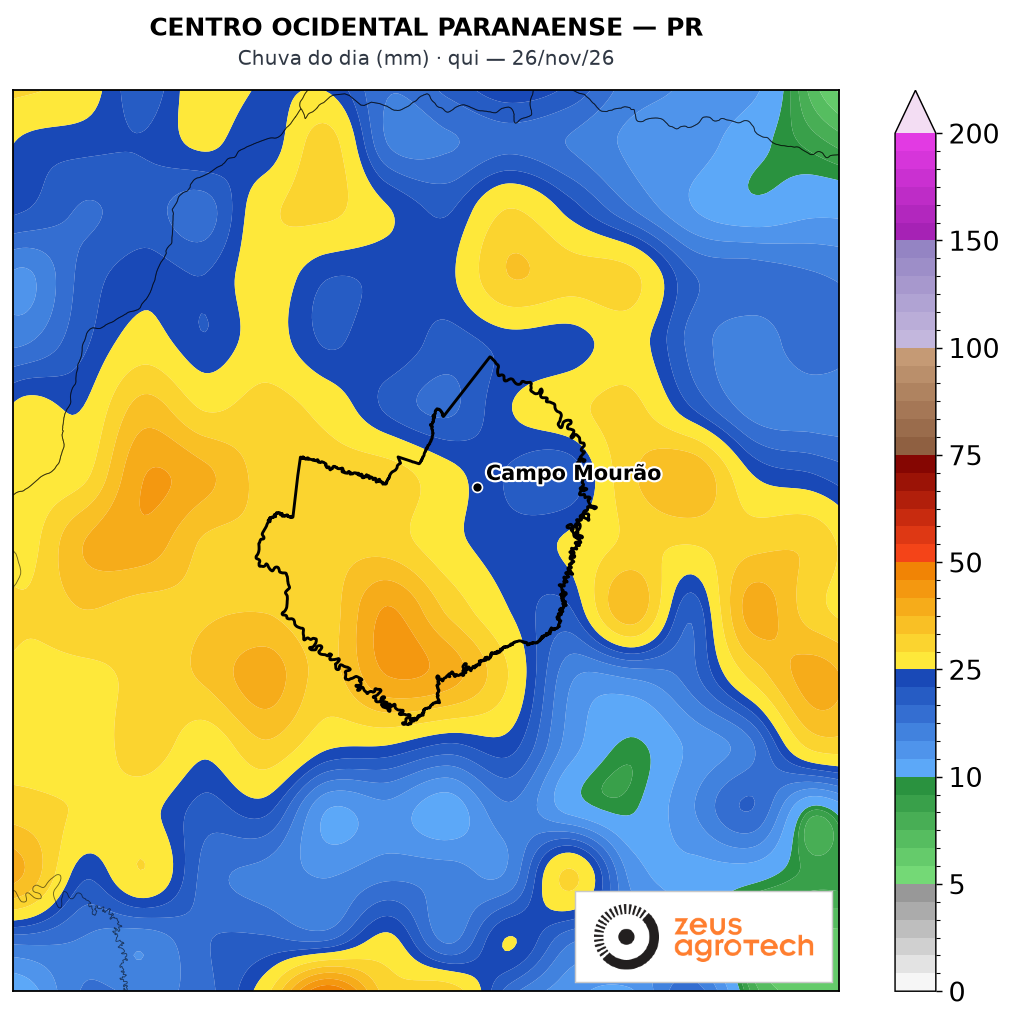 CENTRO OCIDENTAL PARANAENSE — PR
Chuva do dia (mm) · qui — 26/nov/26
200
150
100
75
50
25
10
5
0
Campo Mourão
zeus
agrotech